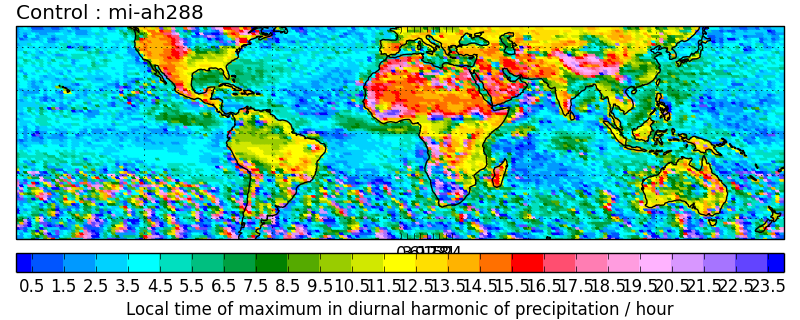 Control : mi-ah288
0.5 1.5 2.5 3.5 4.5 5.5 6.5 7.5 8.5 9.5 10.5 11.5 12.5 13.5 14.5 15.5 16.5 17.5 18.5 19.5 20.5 21.5 22.5 23.5
Local time of maximum in diurnal harmonic of precipitation / hour